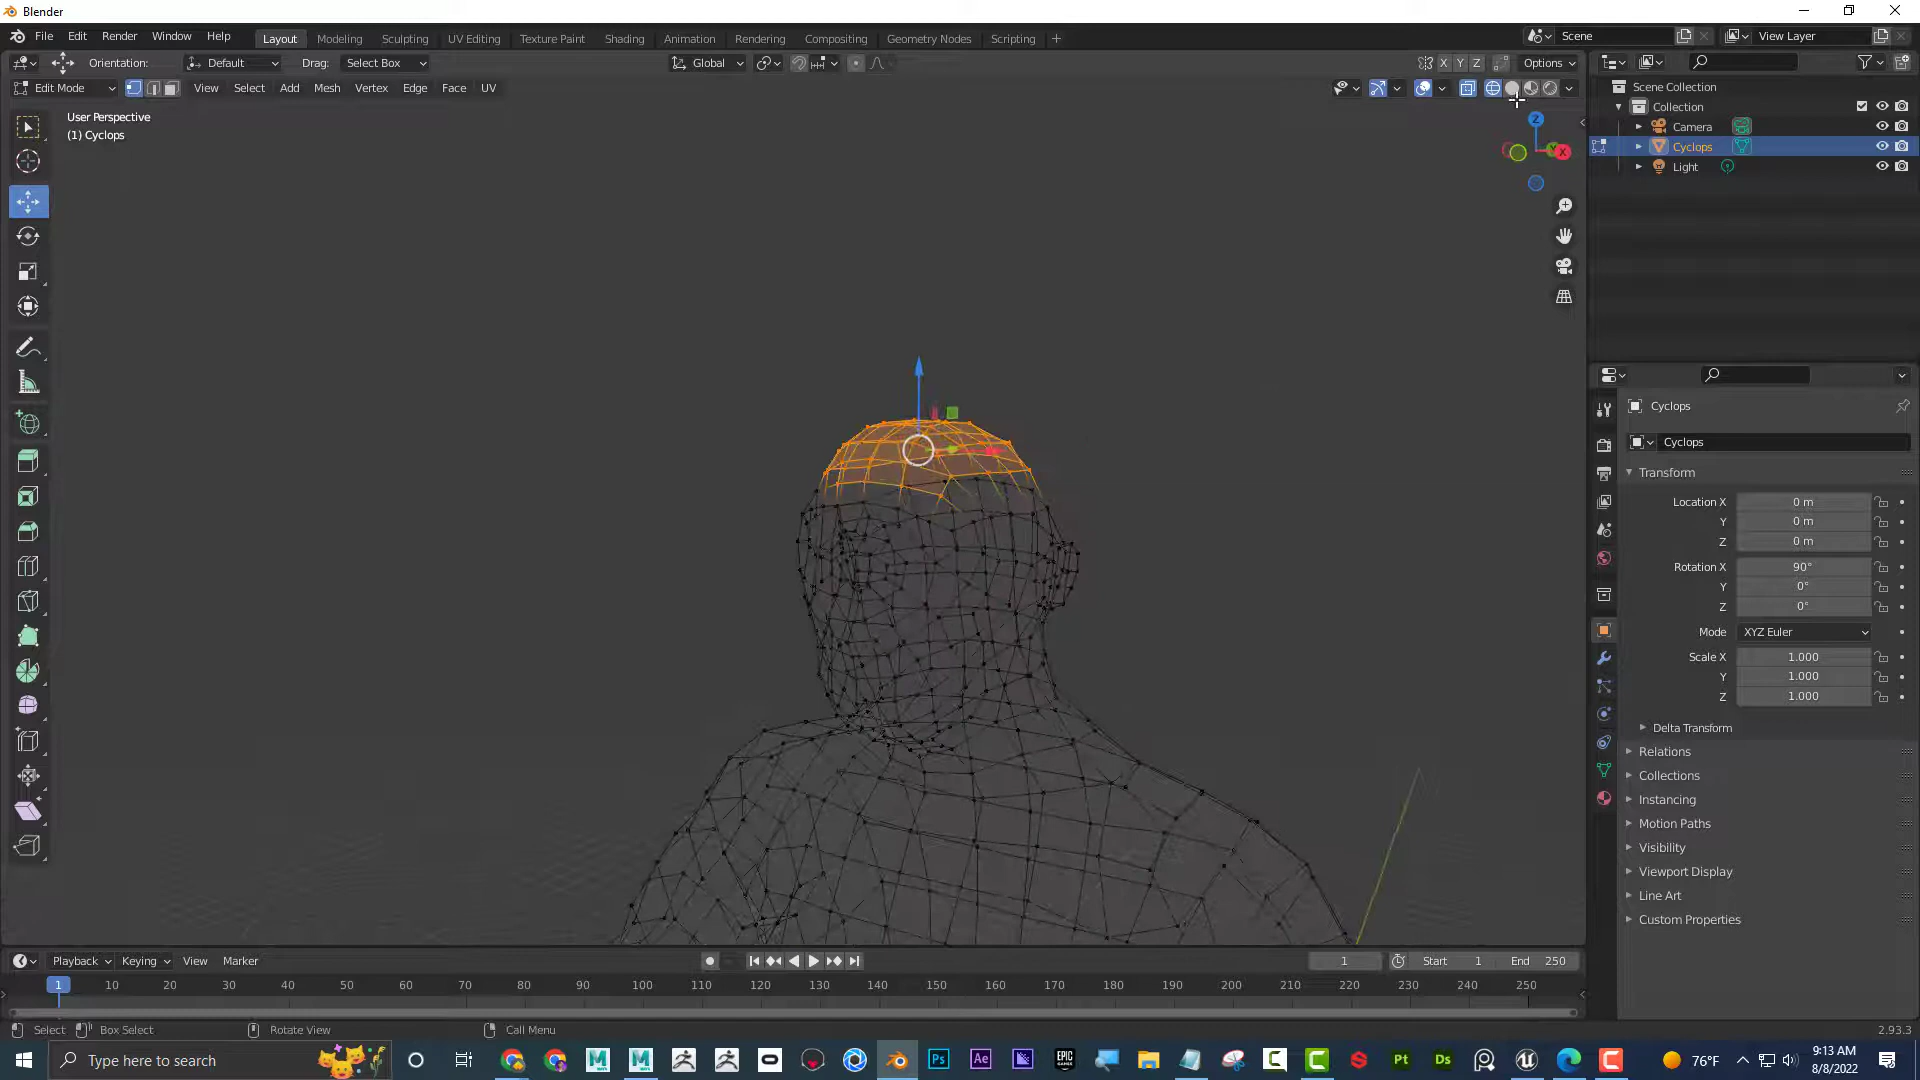 Blender
File Edit Render Window Help Layout Modeling Sculpting UV Editing Texture Paint Shading Animation Rendering Compositing Geometry Nodes Scripting + Scene View Layer
Orientation: Default Drag: Select Box Global X Y Z Options
Edit Mode View Select Add Mesh Vertex Edge Face UV
User Perspective
(1) Cyclops
Z
X
Scene Collection
Collection
Camera
Cyclops
Light
Cyclops
Cyclops
Transform
Location X 0 m
Y 0 m
Z 0 m
Rotation X 90°
Y 0°
Z 0°
Mode XYZ Euler
Scale X 1.000
Y 1.000
Z 1.000
Delta Transform
Relations
Collections
Instancing
Motion Paths
Visibility
Viewport Display
Line Art
Custom Properties
Playback Keying View Marker 1 Start 1 End 250
1 10 20 30 40 50 60 70 80 90 100 110 120 130 140 150 160 170 180 190 200 210 220 230 240 250
Select Box Select Rotate View Call Menu 2.93.3
Type here to search
Ps Ae EPIC GAMES Pt Ds
76°F
9:13 AM
8/8/2022